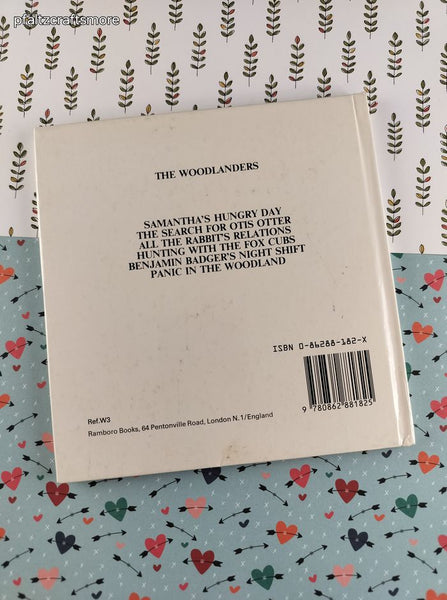 pfaltzcraftsmore
THE WOODLANDERS
SAMANTHA'S HUNGRY DAY
THE SEARCH FOR OTIS OTTER
ALL THE RABBIT'S RELATIONS
HUNTING WITH THE FOX CUBS
BENJAMIN BADGER'S NIGHT SHIFT
PANIC IN THE WOODLAND
ISBN 0-86288-182-X
9 780862 881825
Ref.W3
Ramboro Books, 64 Pentonville Road, London N.1/England
pfaltzcraftsmore